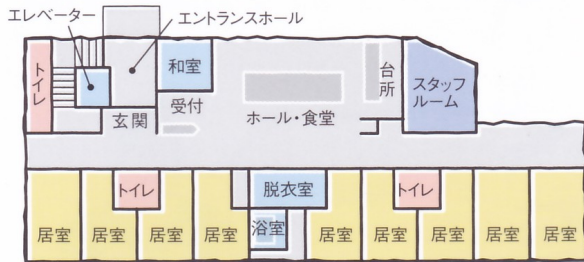 エレベーター
エントランスホール
トイレ
和室
台所
スタッフルーム
受付
玄関
ホール・食堂
トイレ
脱衣室
トイレ
居室
居室
居室
居室
浴室
居室
居室
居室
居室
居室